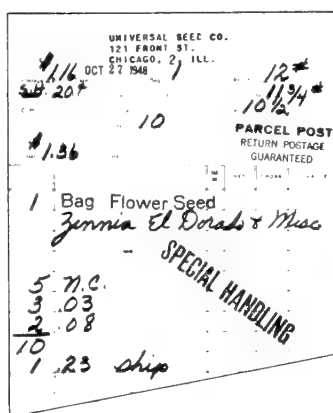 UNIVERSAL SEED CO.
121 FRONT ST.
CHICAGO, 2, ILL.
$1.16 OCT 27 1948 1 12#
S.H. 20¢ 11 3/4#
10 10 1/2
PARCEL POST
RETURN POSTAGE
GUARANTEED
$1.36
1 Bag Flower Seed
Zinnia El Dorado & Misc
SPECIAL HANDLING
5 N.C.
3 .03
2 .08
10
1 .23 ship